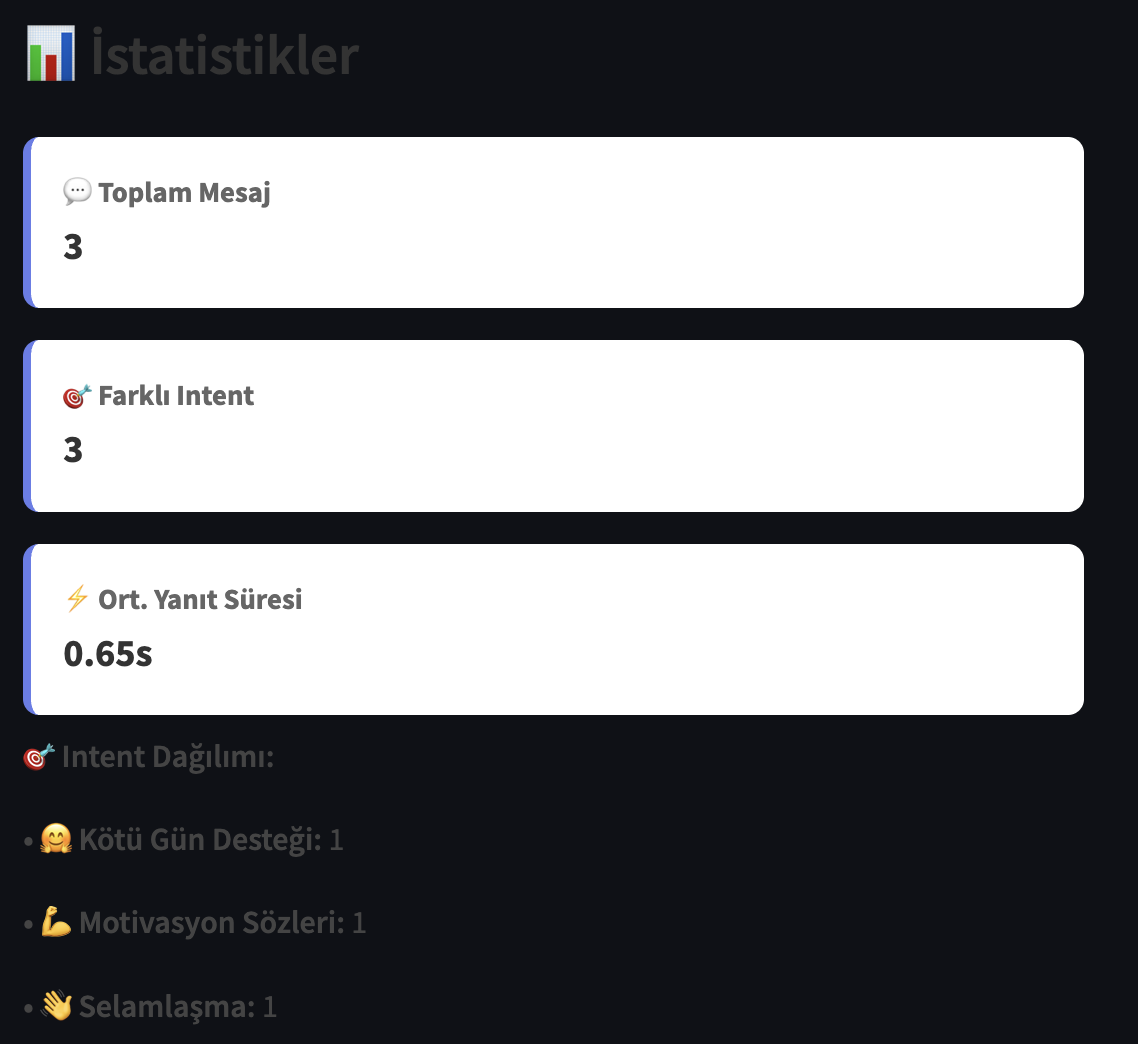 📊 İstatistikler
💬 Toplam Mesaj
3
🎯 Farklı Intent
3
⚡ Ort. Yanıt Süresi
0.65s
🎯 Intent Dağılımı:
• 🤗 Kötü Gün Desteği: 1
• 💪 Motivasyon Sözleri: 1
• 👋 Selamlaşma: 1